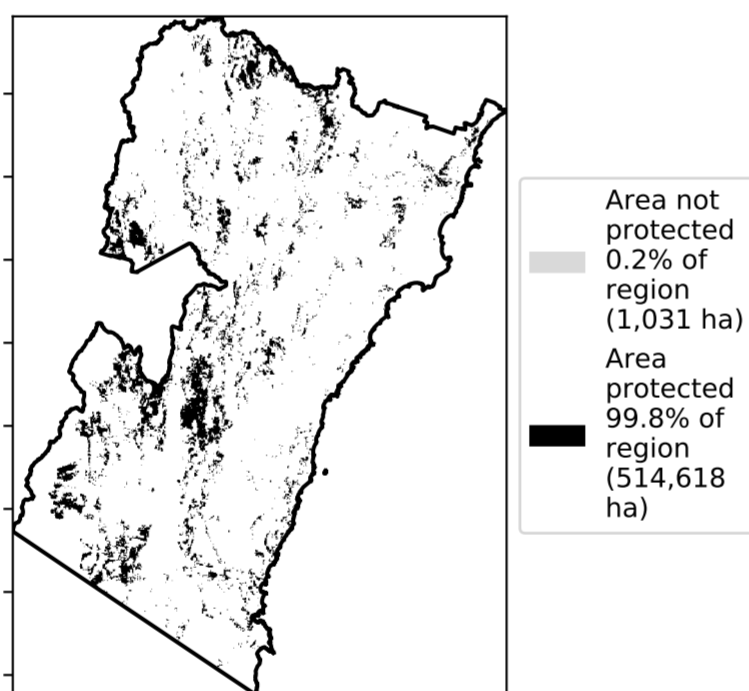 Area not
protected
0.2% of
region
(1,031 ha)
Area
protected
99.8% of
region
(514,618
ha)